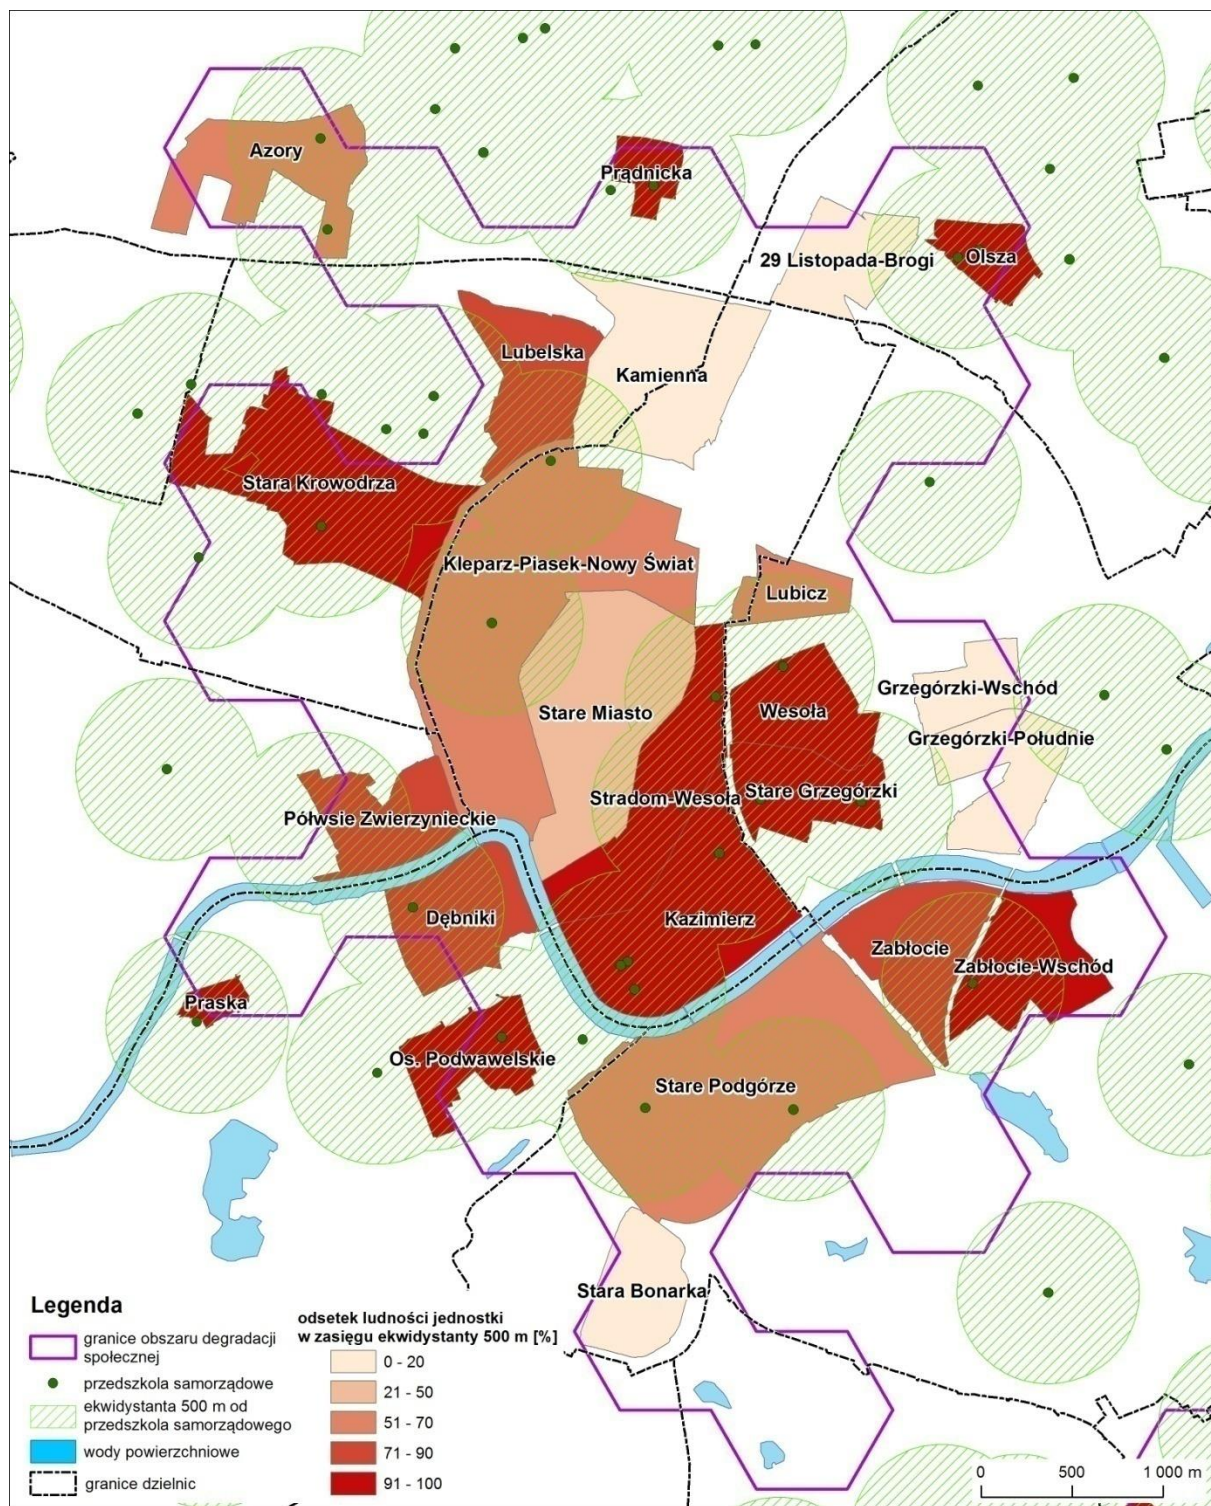 Azory
Prądnicka
29 Listopada-Brogi
Olsza
Lubelska
Kamienna
Stara Krowodrza
Kleparz-Piasek-Nowy Świat
Lubicz
Grzegórzki-Wschód
Stare Miasto
Wesoła
Grzegórzki-Południe
Stradom-Wesoła
Stare Grzegórzki
Półwsie Zwierzynieckie
Dębniki
Kazimierz
Zabłocie
Zabłocie-Wschód
Praska
Os. Podwawelskie
Stare Podgórze
Stara Bonarka
Legenda
granice obszaru degradacji
społecznej
przedszkola samorządowe
ekwidystanta 500 m od
przedszkola samorządowego
wody powierzchniowe
granice dzielnic
odsetek ludności jednostki
w zasięgu ekwidystanty 500 m [%]
0 - 20
21 - 50
51 - 70
71 - 90
91 - 100
0 500 1 000 m